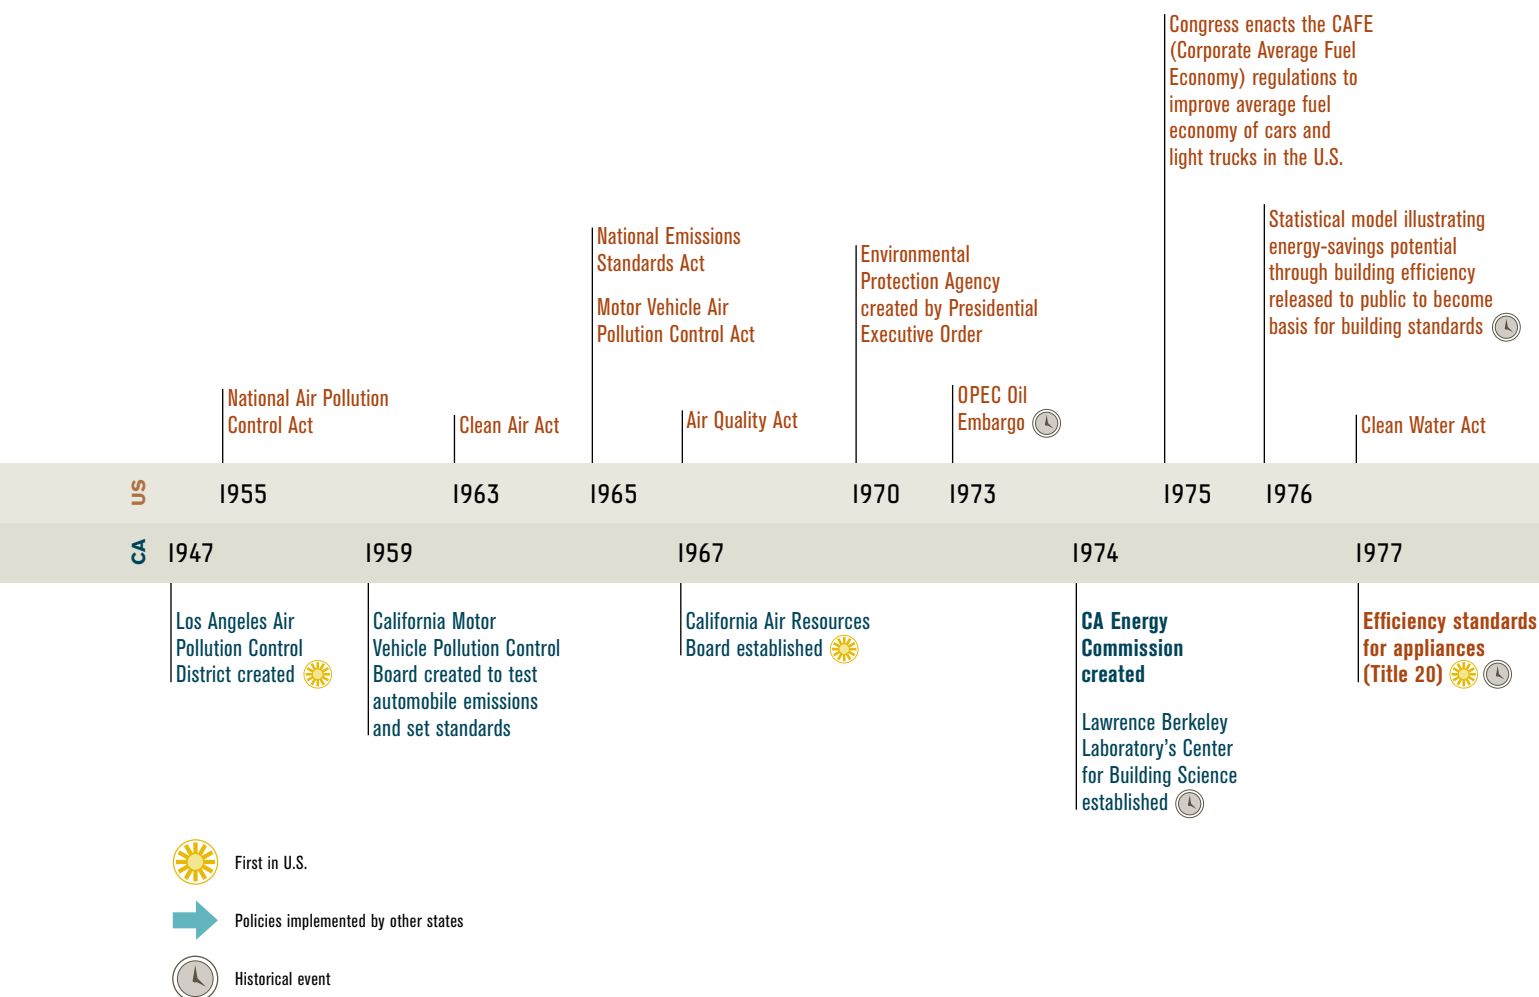 Congress enacts the CAFE
(Corporate Average Fuel
Economy) regulations to
improve average fuel
economy of cars and
light trucks in the U.S.
Statistical model illustrating
energy-savings potential
through building efficiency
released to public to become
basis for building standards
National Emissions
Standards Act
Motor Vehicle Air
Pollution Control Act
Environmental
Protection Agency
created by Presidential
Executive Order
National Air Pollution
Control Act
Clean Air Act
Air Quality Act
OPEC Oil
Embargo
Clean Water Act
US
1955
1963
1965
1970
1973
1975
1976
CA
1947
1959
1967
1974
1977
Los Angeles Air
Pollution Control
District created
California Motor
Vehicle Pollution Control
Board created to test
automobile emissions
and set standards
California Air Resources
Board established
CA Energy
Commission
created
Lawrence Berkeley
Laboratory's Center
for Building Science
established
Efficiency standards
for appliances
(Title 20)
First in U.S.
Policies implemented by other states
Historical event